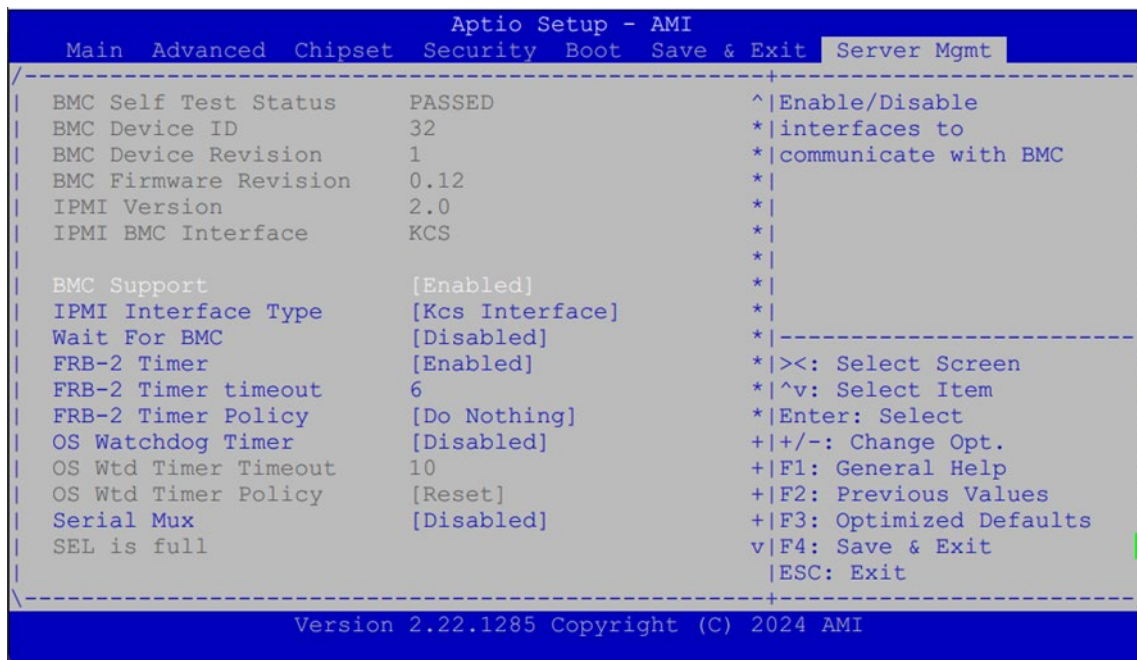 Aptio Setup - AMI
Main Advanced Chipset Security Boot Save & Exit Server Mgmt
/----------------------------------------------------+-------------------------
| BMC Self Test Status PASSED ^|Enable/Disable
| BMC Device ID 32 *|interfaces to
| BMC Device Revision 1 *|communicate with BMC
| BMC Firmware Revision 0.12 *|
| IPMI Version 2.0 *|
| IPMI BMC Interface KCS *|
| *|
| BMC Support [Enabled] *|
| IPMI Interface Type [Kcs Interface] *|
| Wait For BMC [Disabled] *|-------------------------
| FRB-2 Timer [Enabled] *|><: Select Screen
| FRB-2 Timer timeout 6 *|^v: Select Item
| FRB-2 Timer Policy [Do Nothing] *|Enter: Select
| OS Watchdog Timer [Disabled] +|+/-: Change Opt.
| OS Wtd Timer Timeout 10 +|F1: General Help
| OS Wtd Timer Policy [Reset] +|F2: Previous Values
| Serial Mux [Disabled] +|F3: Optimized Defaults
| SEL is full v|F4: Save & Exit
| |ESC: Exit
\----------------------------------------------------+-------------------------
Version 2.22.1285 Copyright (C) 2024 AMI